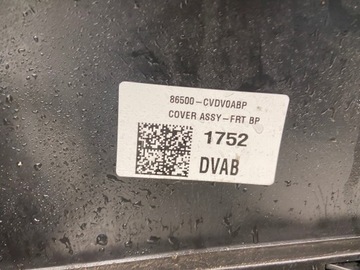 86500-CVDV0ABP
COVER ASSY-FRT BP
1752
DVAB